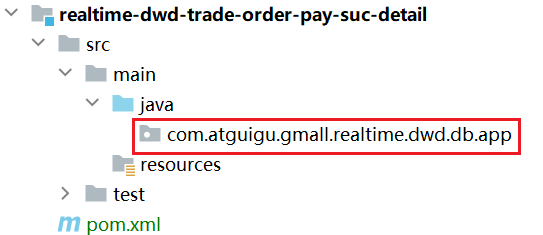 realtime-dwd-trade-order-pay-suc-detail
src
main
java
com.atguigu.gmall.realtime.dwd.db.app
resources
test
pom.xml